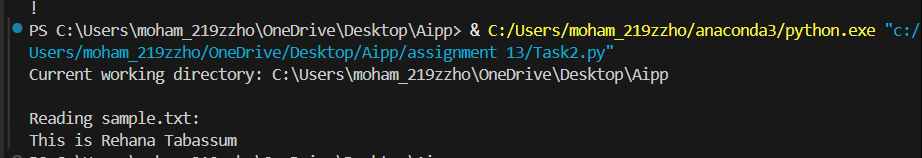 !
PS C:\Users\moham_219zzho\OneDrive\Desktop\Aipp> & C:/Users/moham_219zzho/anaconda3/python.exe "c:/
Users/moham_219zzho/OneDrive/Desktop/Aipp/assignment 13/Task2.py"
Current working directory: C:\Users\moham_219zzho\OneDrive\Desktop\Aipp
Reading sample.txt:
This is Rehana Tabassum